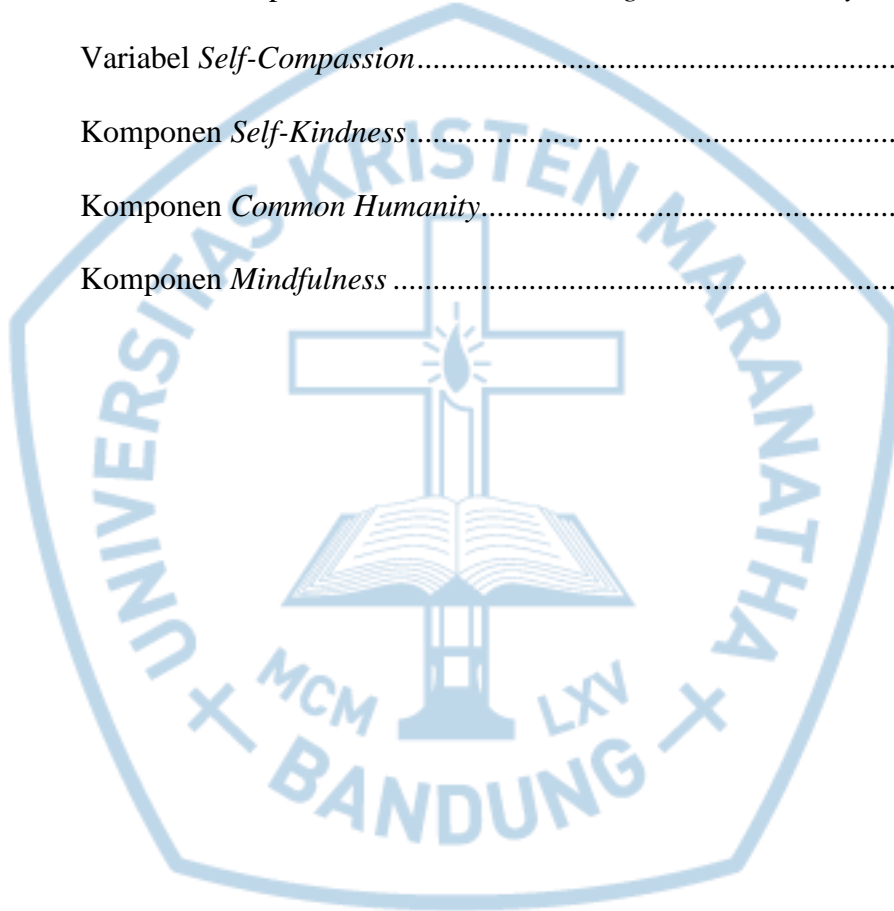 Variabel Self-Compassion........................................................................
Komponen Self-Kindness........................................................................
Komponen Common Humanity................................................................
Komponen Mindfulness ..........................................................................
UNIVERSITAS KRISTEN MARANATHA
MCM LXV
BANDUNG